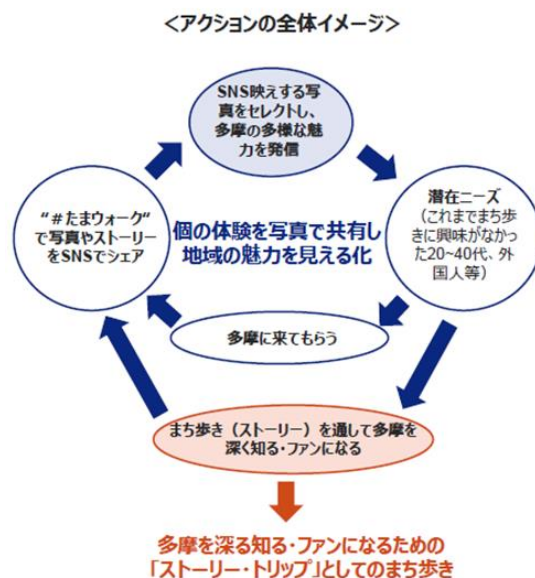 ＜アクションの全体イメージ＞
SNS映えする写
真をセレクトし、
多摩の多様な魅
力を発信
“＃たまウォーク“
で写真やストーリー
をSNSでシェア
個の体験を写真で共有し
地域の魅力を見える化
潜在ニーズ
（これまでまち歩
きに興味がなかっ
た20~40代、外
国人等）
多摩に来てもらう
まち歩き（ストーリー）を通して多摩を
深く知る・ファンになる
多摩を深る知る・ファンになるための
「ストーリー・トリップ」としてのまち歩き